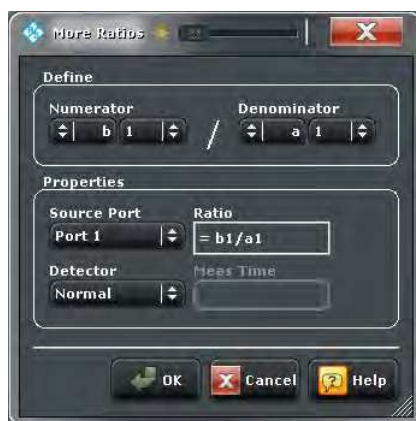 More Ratios
Define
Numerator
Denominator
b 1 / a 1
Properties
Source Port
Ratio
Port 1
= b1/a1
Detector
Meas Time
Normal
OK
Cancel
Help